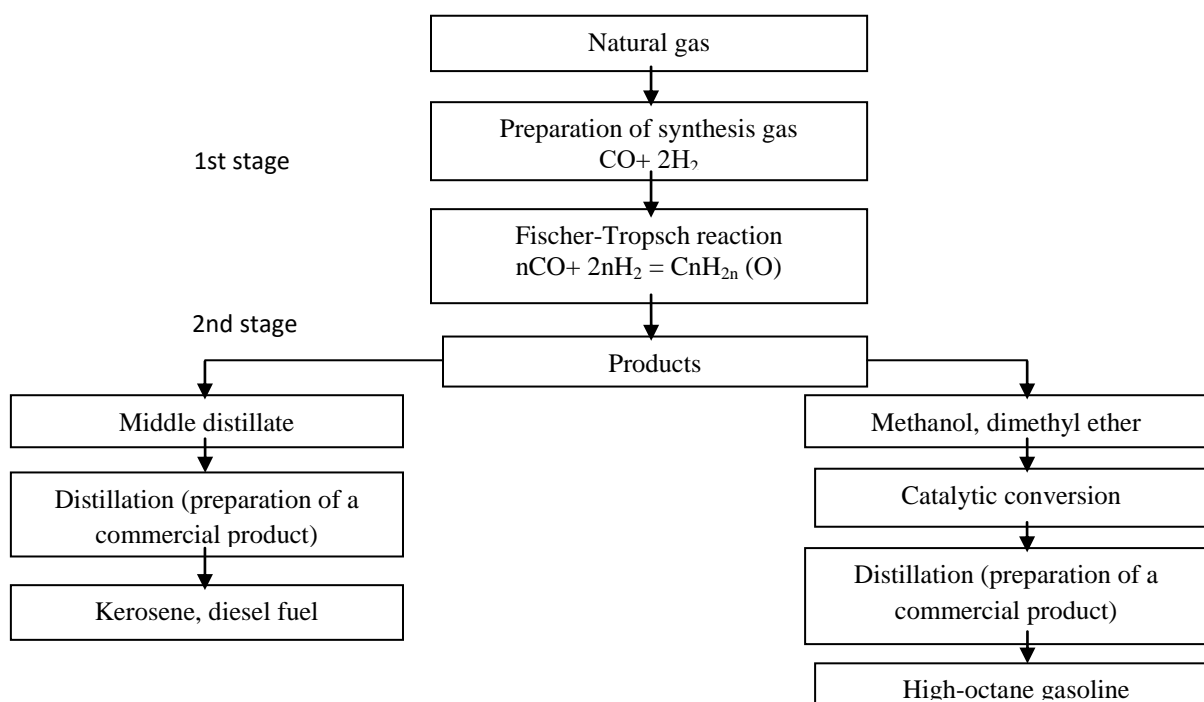 Natural gas
Preparation of synthesis gas
CO+ 2H₂
1st stage
Fischer-Tropsch reaction
nCO+ 2nH₂ = CnH₂ₙ (O)
2nd stage
Products
Middle distillate
Methanol, dimethyl ether
Distillation (preparation of a
commercial product)
Catalytic conversion
Kerosene, diesel fuel
Distillation (preparation of a
commercial product)
High-octane gasoline